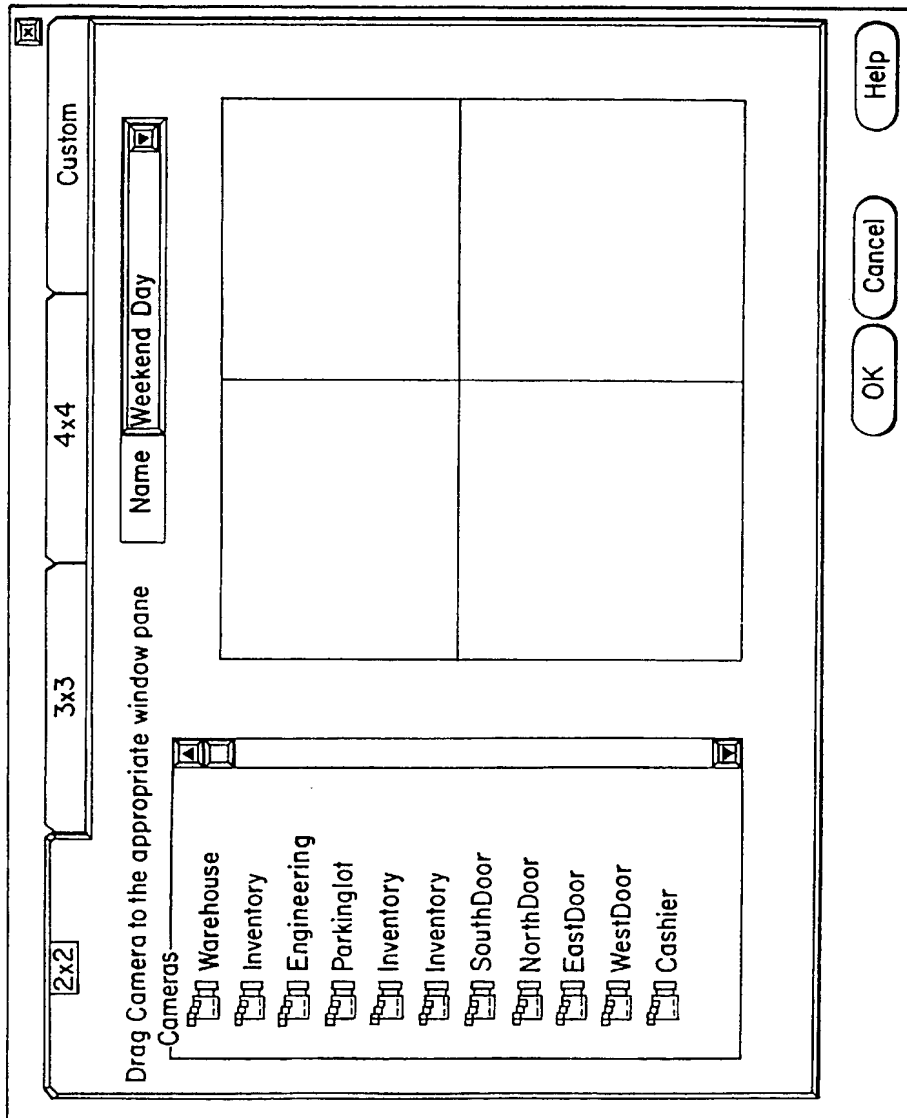 2x2
3x3
4x4
Custom
Drag Camera to the appropriate window pane
Name
Weekend Day
Cameras
Warehouse
Inventory
Engineering
Parkinglot
Inventory
Inventory
SouthDoor
NorthDoor
EastDoor
WestDoor
Cashier
OK
Cancel
Help